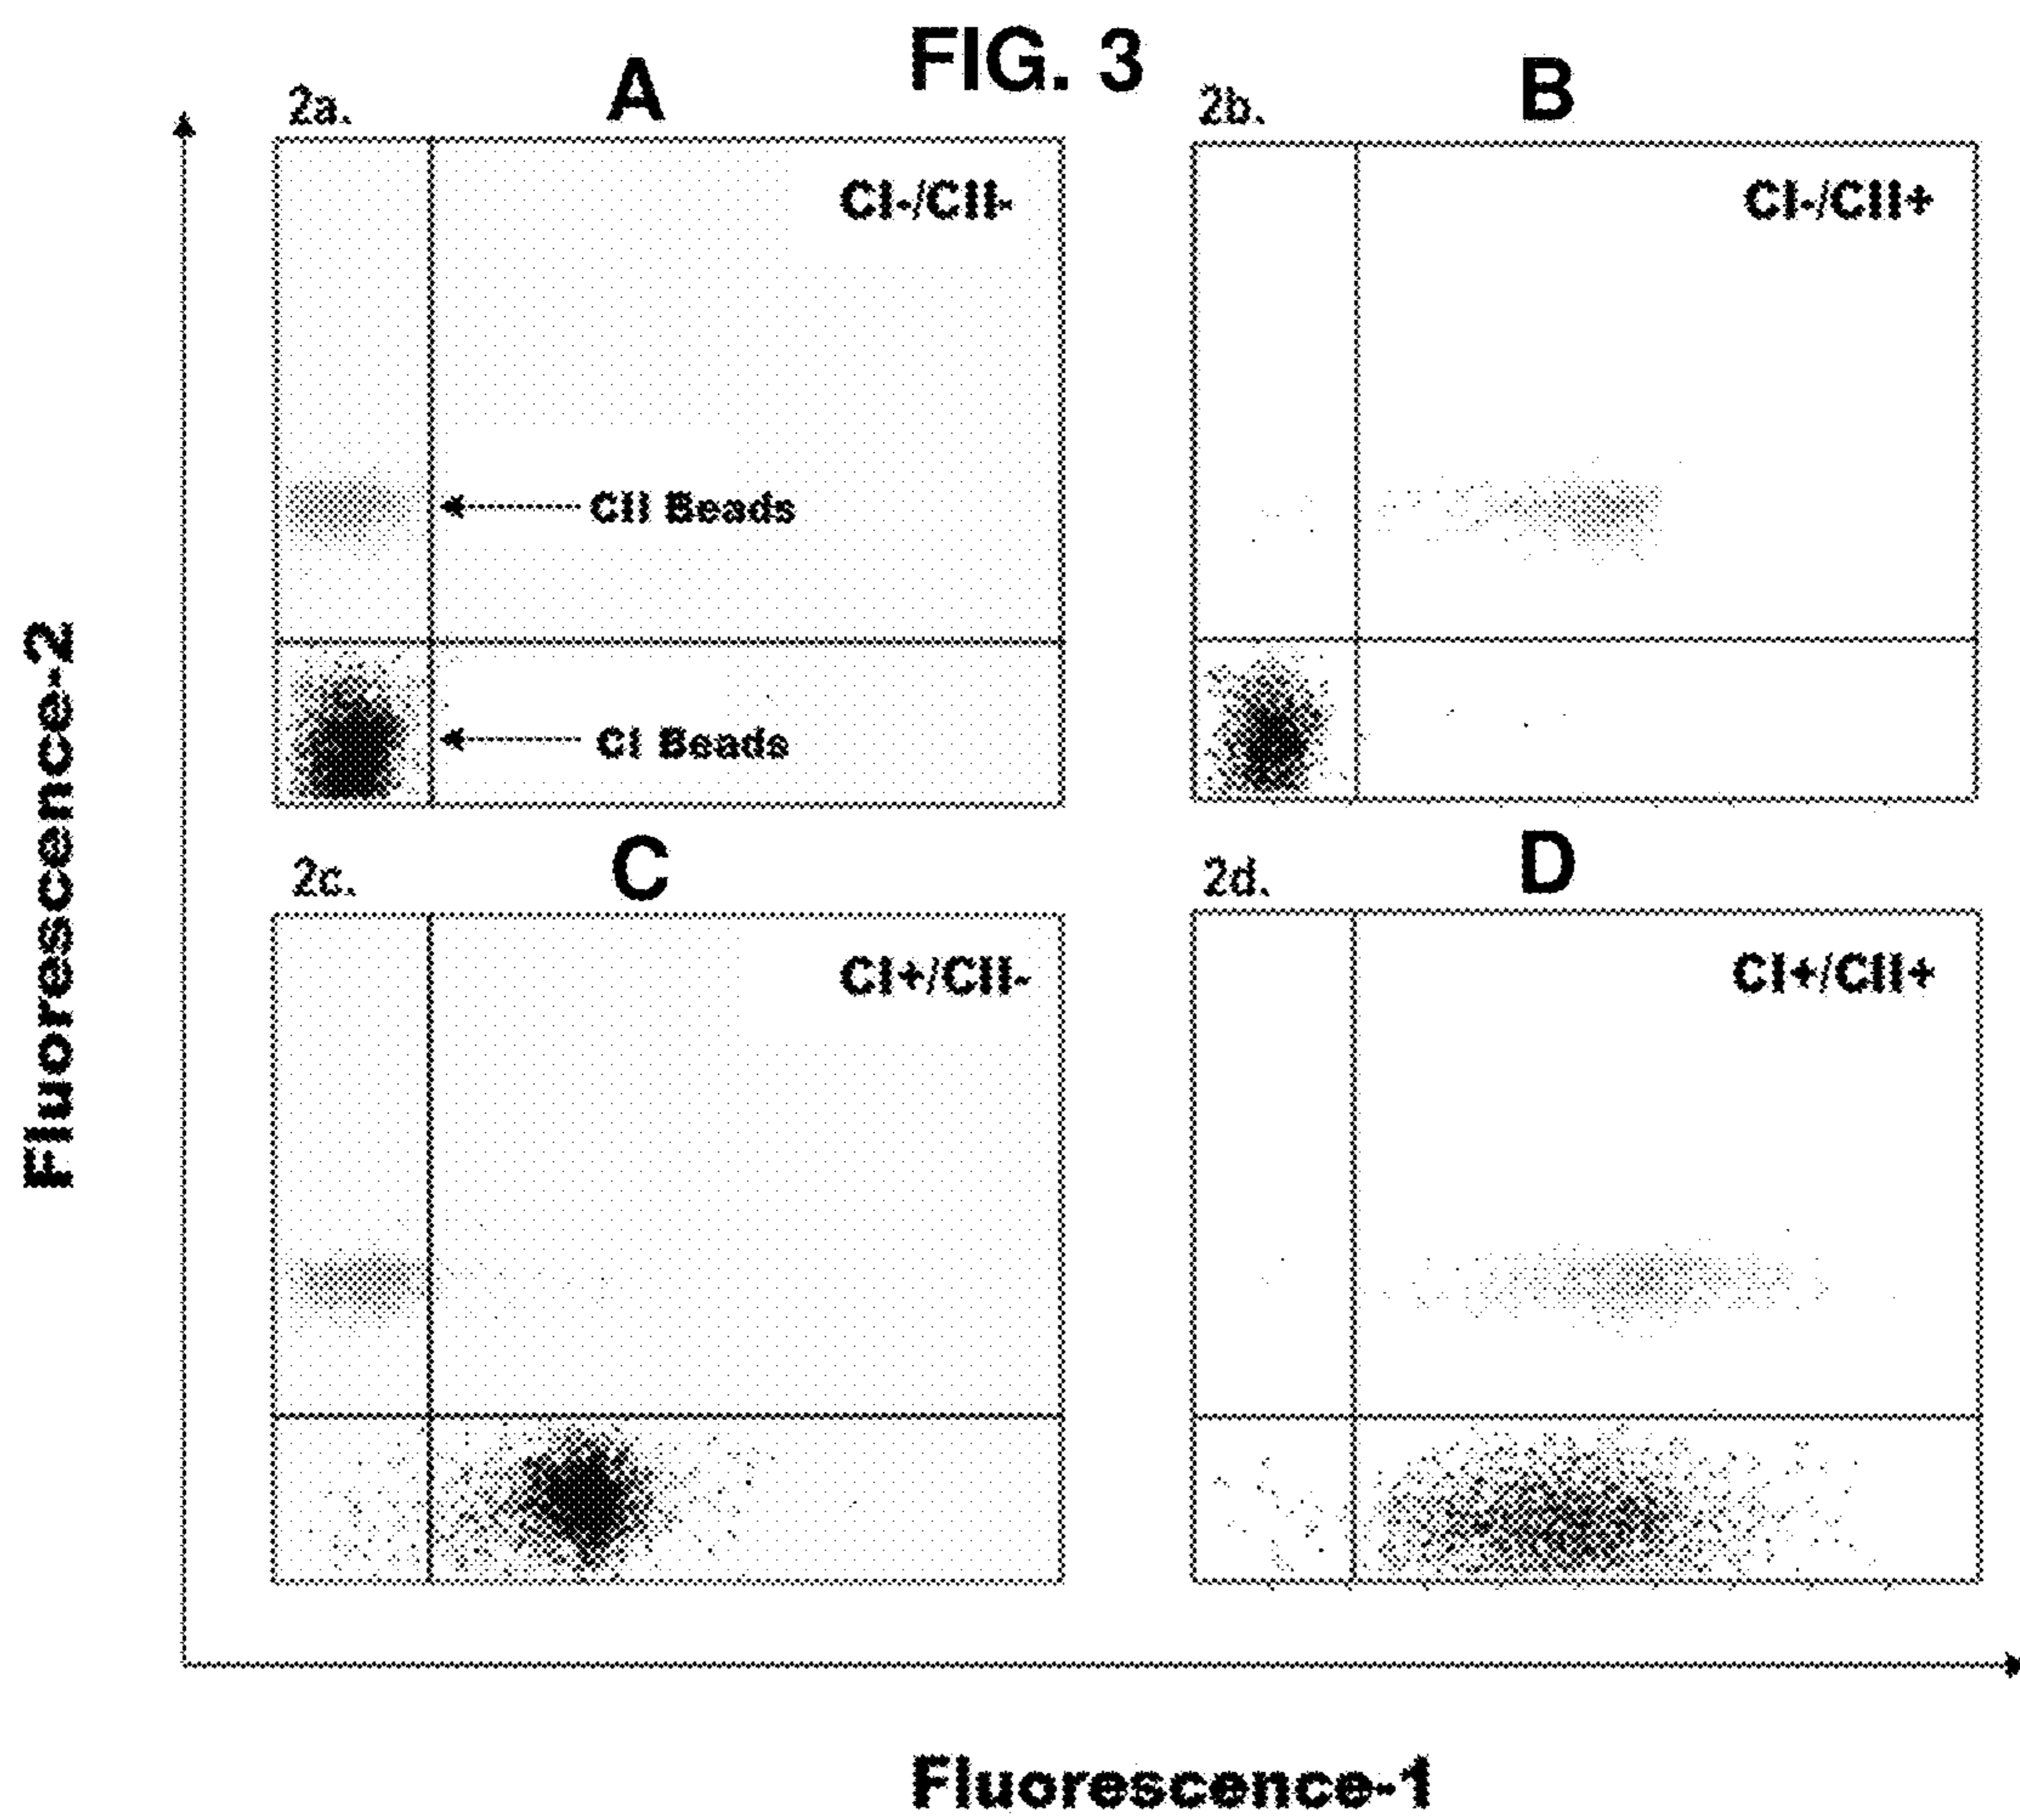 FIG. 3
2a. A
CI-/CII-
CII Beads
CI Beads
2b. B
CI-/CII+
2c. C
CI+/CII-
2d. D
CI+/CII+
Fluorescence-2
Fluorescence-1